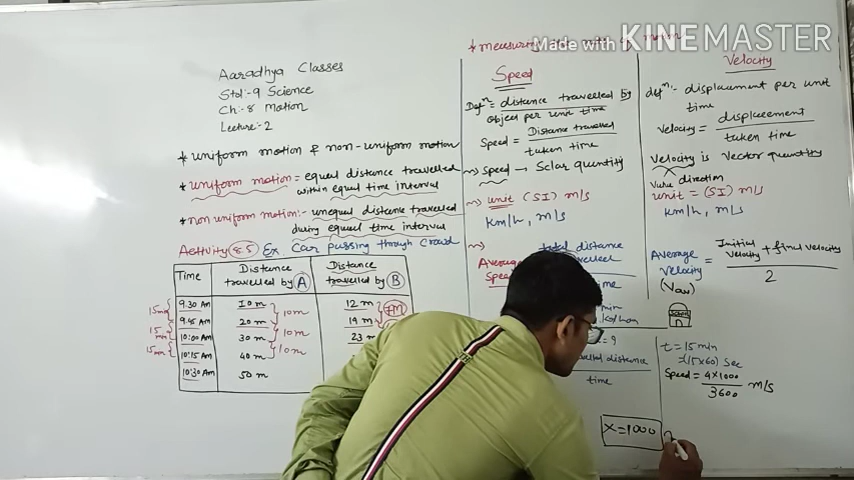 Made with KINEMASTER
Aaradhya Classes
Std:- 9 Science
Ch:- 8 Motion
Lecture:- 2
* uniform motion & non-uniform motion
* uniform motion = equal distance travelled
within equal time interval
* non uniform motion:- unequal distance travelled
during equal time interval
Activity 8.5 Ex. Car passing through crowd
Time
Distance travelled by A
Distance travelled by B
9.30 Am 10 m 12 m
9.45 Am 20 m 19 m
10:00 Am 30 m 23 m
10:15 Am 40 m
10:30 Am 50 m
15 min
15 min
15 min
10m
10m
10m
7m
* measuring
Speed
Defn = distance travelled by
object per unit time
Speed = Distance travelled
taken time
Speed → Sclar quantity
unit (SI) m/s
km/h, m/s
Average Speed
total distance
time
time
Velocity
defn :- displacement per unit
time
Velocity = displacement
taken time
Velocity is Vector quantity
direction
unit = (SI) m/s
km/h, m/s
Average velocity (Vav) = Initial velocity + final velocity
2
t = 15 min
= (15×60) Sec
Speed = 4×1000
3600 m/s
x = 1000